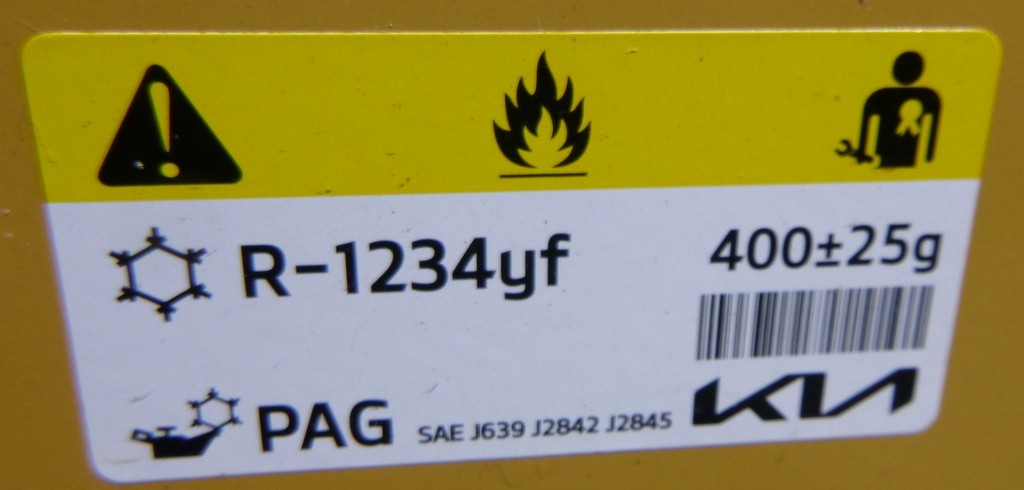 R-1234yf
400±25g
PAG
SAE J639 J2842 J2845
KIA